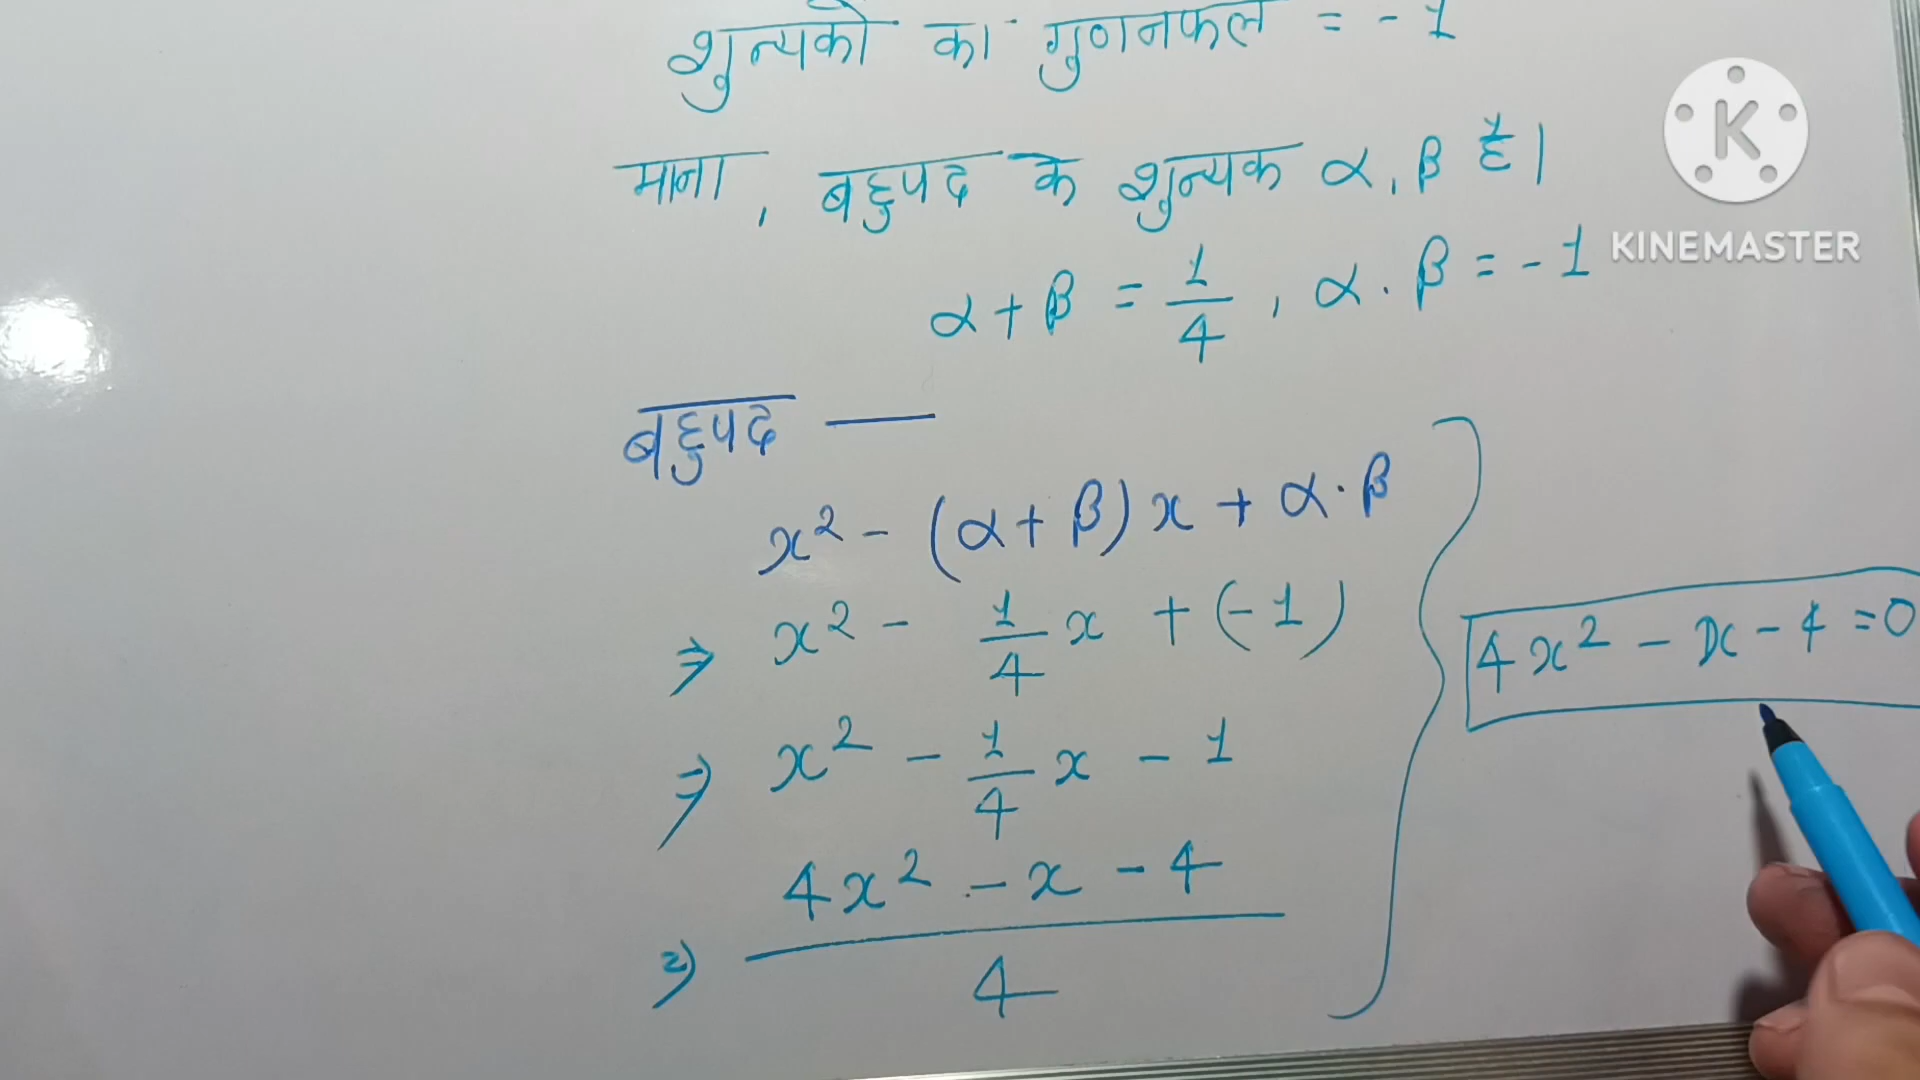 शुन्यको का गुणनफल = - 1
माना, बहुपद के शुन्यक α, β है।
α + β = 1/4, α . β = - 1
बहुपद —
x² - (α + β) x + α . β
⇒ x² - 1/4 x + (-1)
⇒ x² - 1/4 x - 1
⇒ (4x² - x - 4)/4
4x² - x - 4 = 0
K
KINEMASTER